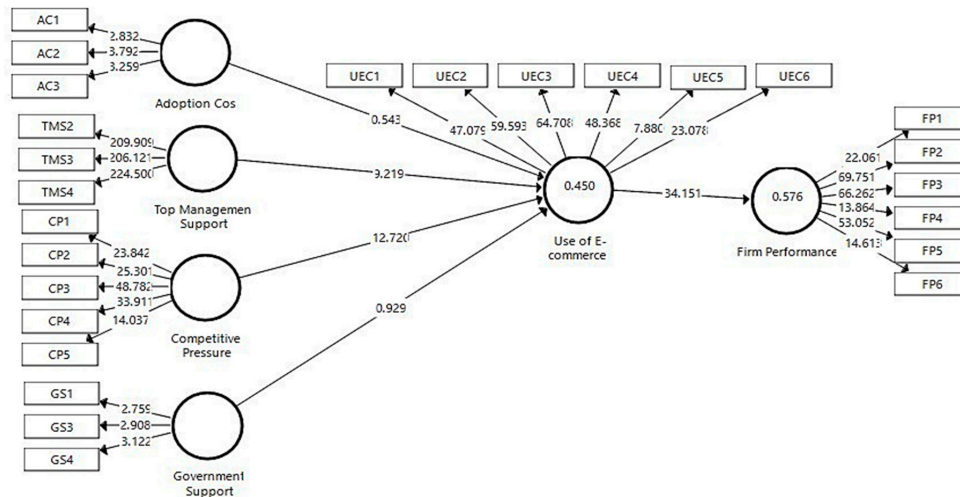 AC1
2.832
AC2
3.792
AC3
3.259
Adoption Cos
TMS2
209.909
TMS3
206.121
TMS4
224.500
Top Managemen
Support
CP1
23.842
CP2
25.301
CP3
48.782
CP4
33.911
CP5
14.037
Competitive
Pressure
GS1
2.759
GS3
2.908
GS4
3.122
Government
Support
0.543
9.219
12.720
0.929
UEC1
UEC2
UEC3
UEC4
UEC5
UEC6
47.079
59.593
64.708
48.368
7.880
23.078
0.450
Use of E-
commerce
34.151
0.576
Firm Performance
FP1
22.061
FP2
69.751
FP3
66.262
FP4
13.864
FP5
53.052
FP6
14.613